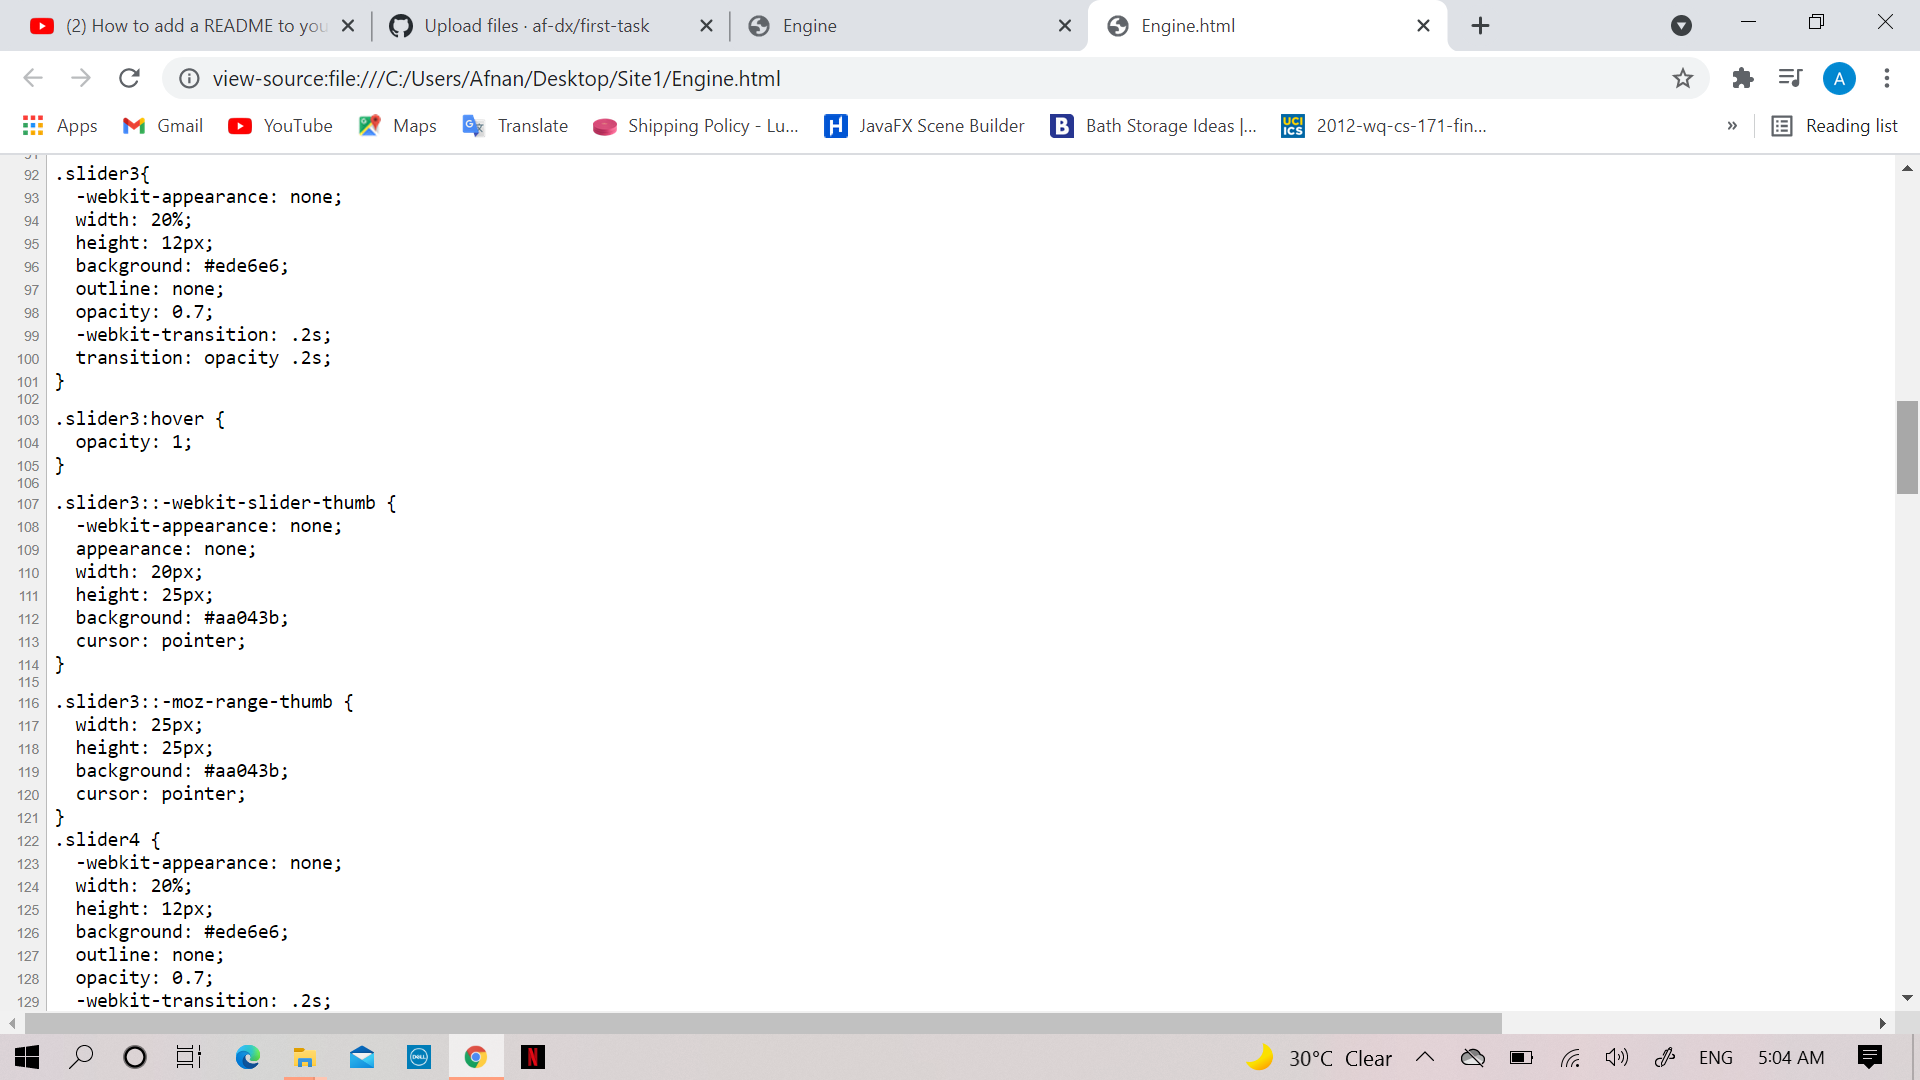 (2) How to add a README to you
Upload files · af-dx/first-task
Engine
Engine.html
view-source:file:///C:/Users/Afnan/Desktop/Site1/Engine.html
A
Apps
Gmail
YouTube
Maps
Translate
Shipping Policy - Lu...
H
JavaFX Scene Builder
B
Bath Storage Ideas |...
UCI
ICS
2012-wq-cs-171-fin...
»
Reading list
91
92 .slider3{
93 -webkit-appearance: none;
94 width: 20%;
95 height: 12px;
96 background: #ede6e6;
97 outline: none;
98 opacity: 0.7;
99 -webkit-transition: .2s;
100 transition: opacity .2s;
101 }
102
103 .slider3:hover {
104 opacity: 1;
105 }
106
107 .slider3::-webkit-slider-thumb {
108 -webkit-appearance: none;
109 appearance: none;
110 width: 20px;
111 height: 25px;
112 background: #aa043b;
113 cursor: pointer;
114 }
115
116 .slider3::-moz-range-thumb {
117 width: 25px;
118 height: 25px;
119 background: #aa043b;
120 cursor: pointer;
121 }
122 .slider4 {
123 -webkit-appearance: none;
124 width: 20%;
125 height: 12px;
126 background: #ede6e6;
127 outline: none;
128 opacity: 0.7;
129 -webkit-transition: .2s;
DELL
N
30°C Clear
ENG
5:04 AM